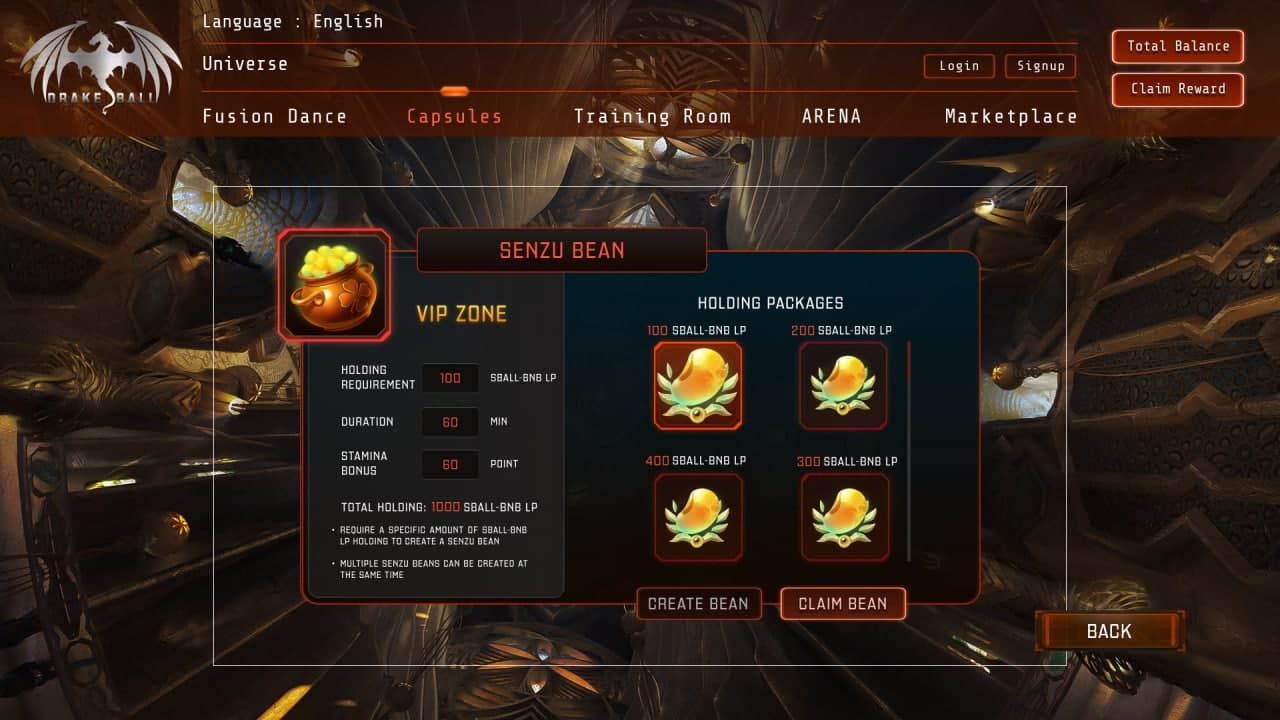 Language : English
DRAKE BALL
Universe
Login
Signup
Total Balance
Claim Reward
Fusion Dance
Capsules
Training Room
ARENA
Marketplace
SENZU BEAN
VIP ZONE
HOLDING
REQUIREMENT
100
SBALL-BNB LP
DURATION
60
MIN
STAMINA
BONUS
60
POINT
TOTAL HOLDING: 1000 SBALL-BNB LP
• REQUIRE A SPECIFIC AMOUNT OF SBALL-BNB
LP HOLDING TO CREATE A SENZU BEAN
• MULTIPLE SENZU BEANS CAN BE CREATED AT
THE SAME TIME
HOLDING PACKAGES
100 SBALL-BNB LP
200 SBALL-BNB LP
400 SBALL-BNB LP
300 SBALL-BNB LP
CREATE BEAN
CLAIM BEAN
BACK